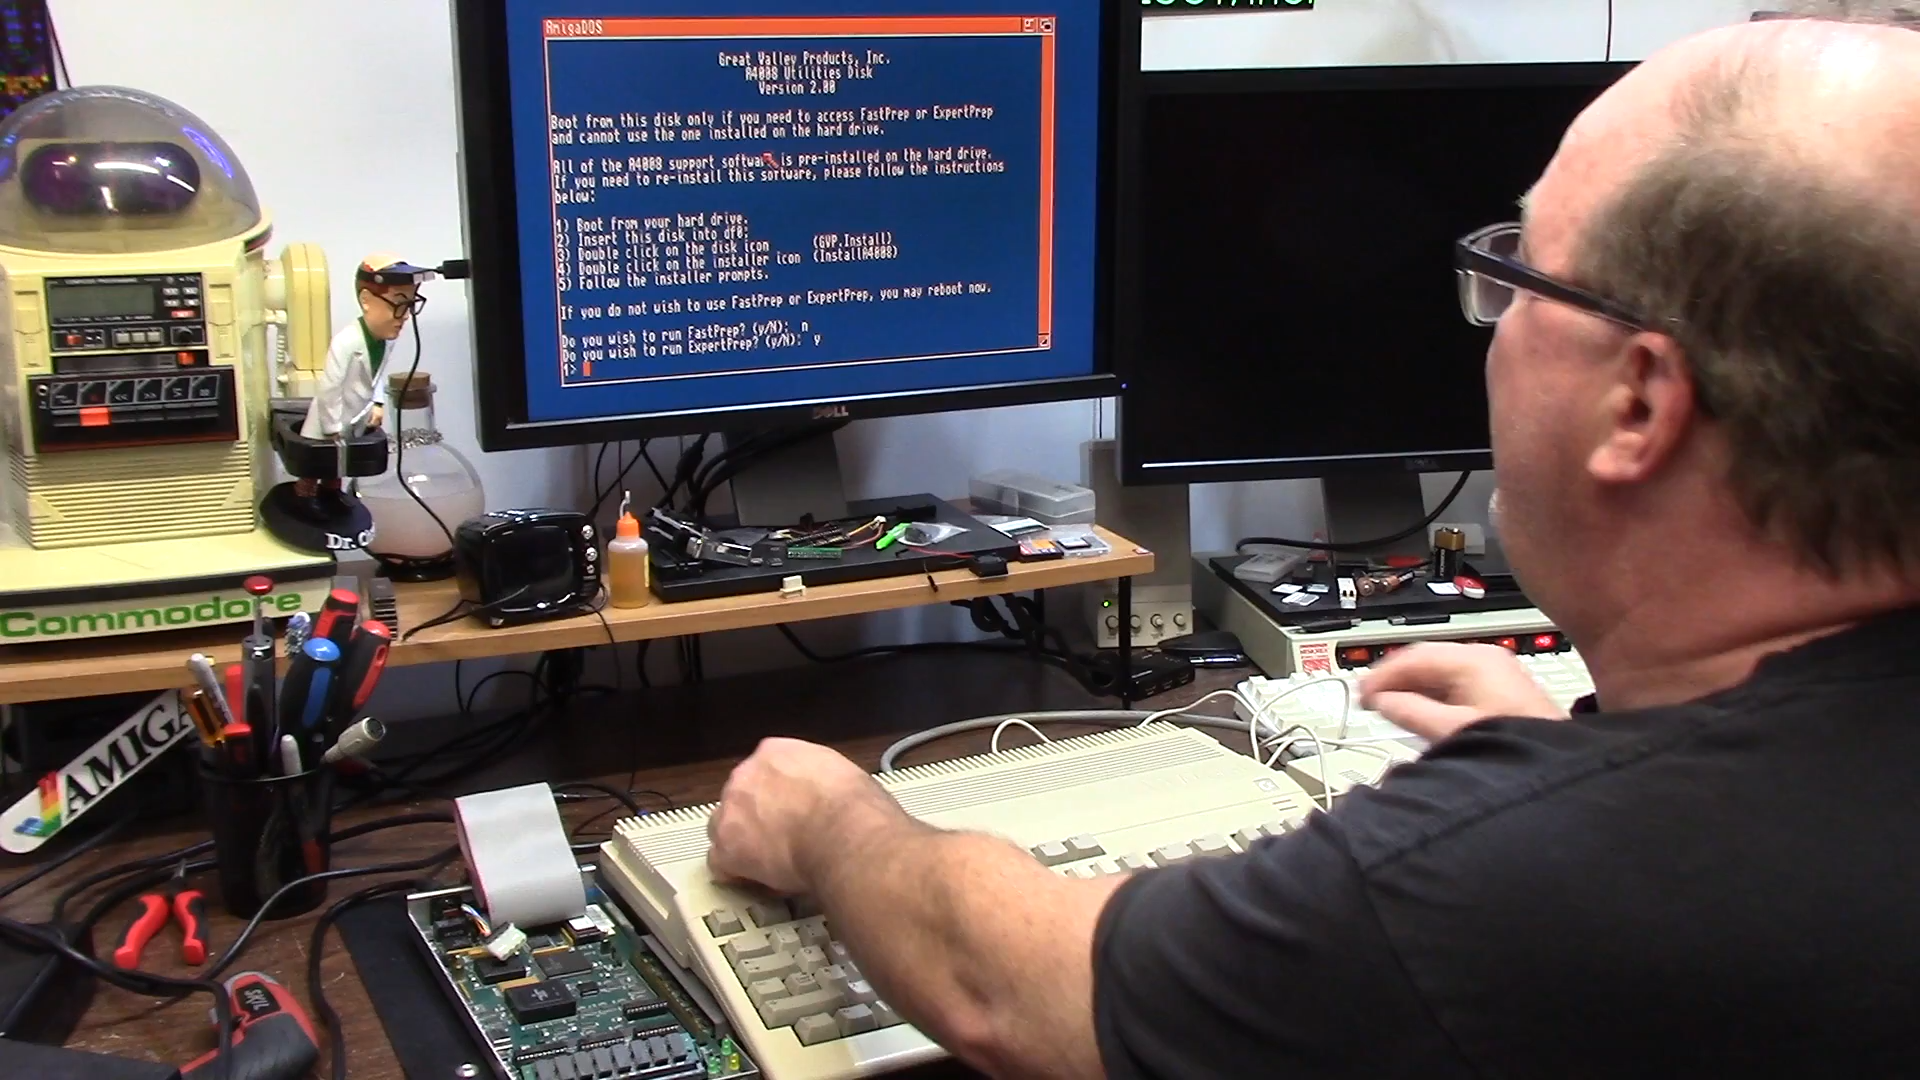 AmigaDOS
Great Valley Products, Inc.
A4008 Utilities Disk
Version 2.00
Boot from this disk only if you need to access FastPrep or ExpertPrep
and cannot use the one installed on the hard drive.
All of the A4008 support software is pre-installed on the hard drive.
If you need to re-install this software, please follow the instructions
below:
1) Boot from your hard drive.
2) Insert this disk into df0:
3) Double click on the disk icon (GVP.Install)
4) Double click on the installer icon (InstallA4008)
5) Follow the installer prompts.
If you do not wish to use FastPrep or ExpertPrep, you may reboot now.
Do you wish to run FastPrep? (y/N): n
Do you wish to run ExpertPrep? (y/N): y
1>
DELL
Dr.
Commodore
AMIGA
SKIL